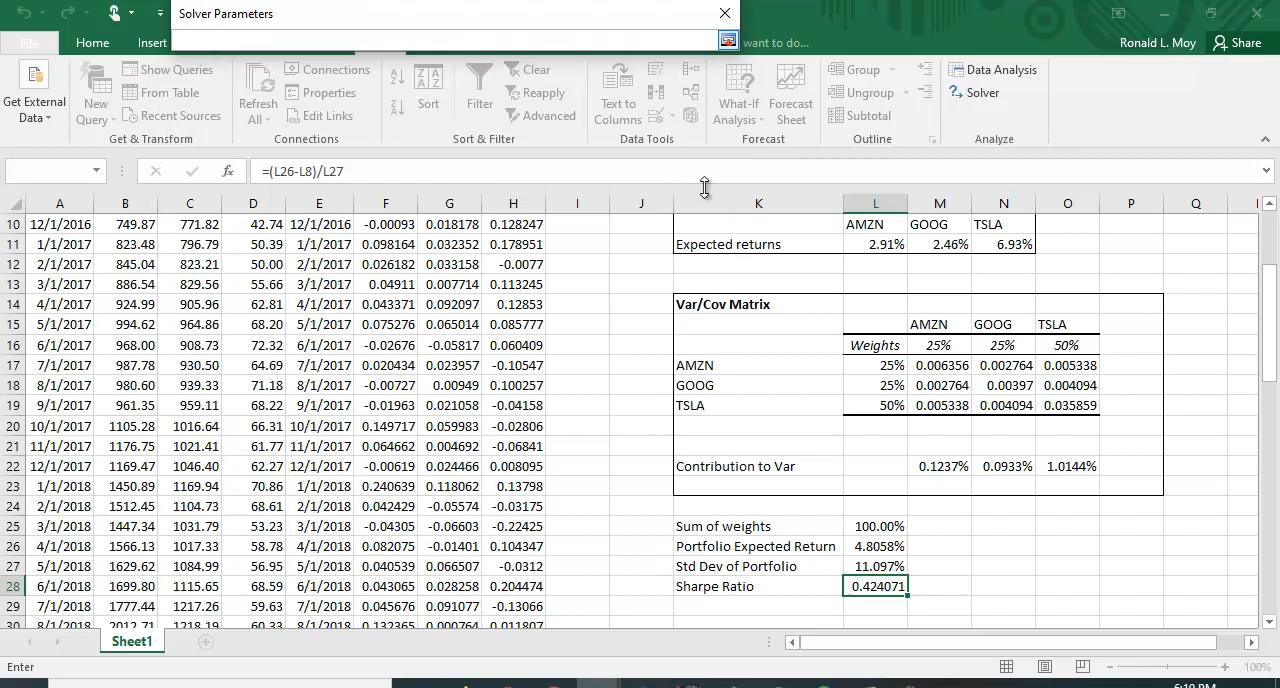 Solver Parameters
File Home Insert want to do... Ronald L. Moy Share
Get External Data
New Query
Show Queries
From Table
Recent Sources
Get & Transform
Refresh All
Connections
Properties
Edit Links
Connections
Sort
Filter
Clear
Reapply
Advanced
Sort & Filter
Text to Columns
Data Tools
What-If Analysis
Forecast Sheet
Forecast
Group
Ungroup
Subtotal
Outline
Data Analysis
Solver
Analyze
fx =(L26-L8)/L27
A B C D E F G H I J K L M N O P Q
10 12/1/2016 749.87 771.82 42.74 12/1/2016 -0.00093 0.018178 0.128247 AMZN GOOG TSLA
11 1/1/2017 823.48 796.79 50.39 1/1/2017 0.098164 0.032352 0.178951 Expected returns 2.91% 2.46% 6.93%
12 2/1/2017 845.04 823.21 50.00 2/1/2017 0.026182 0.033158 -0.0077
13 3/1/2017 886.54 829.56 55.66 3/1/2017 0.04911 0.007714 0.113245
14 4/1/2017 924.99 905.96 62.81 4/1/2017 0.043371 0.092097 0.12853 Var/Cov Matrix
15 5/1/2017 994.62 964.86 68.20 5/1/2017 0.075276 0.065014 0.085777 AMZN GOOG TSLA
16 6/1/2017 968.00 908.73 72.32 6/1/2017 -0.02676 -0.05817 0.060409 Weights 25% 25% 50%
17 7/1/2017 987.78 930.50 64.69 7/1/2017 0.020434 0.023957 -0.10547 AMZN 25% 0.006356 0.002764 0.005338
18 8/1/2017 980.60 939.33 71.18 8/1/2017 -0.00727 0.00949 0.100257 GOOG 25% 0.002764 0.00397 0.004094
19 9/1/2017 961.35 959.11 68.22 9/1/2017 -0.01963 0.021058 -0.04158 TSLA 50% 0.005338 0.004094 0.035859
20 10/1/2017 1105.28 1016.64 66.31 10/1/2017 0.149717 0.059983 -0.02806
21 11/1/2017 1176.75 1021.41 61.77 11/1/2017 0.064662 0.004692 -0.06841
22 12/1/2017 1169.47 1046.40 62.27 12/1/2017 -0.00619 0.024466 0.008095 Contribution to Var 0.1237% 0.0933% 1.0144%
23 1/1/2018 1450.89 1169.94 70.86 1/1/2018 0.240639 0.118062 0.13798
24 2/1/2018 1512.45 1104.73 68.61 2/1/2018 0.042429 -0.05574 -0.03175
25 3/1/2018 1447.34 1031.79 53.23 3/1/2018 -0.04305 -0.06603 -0.22425 Sum of weights 100.00%
26 4/1/2018 1566.13 1017.33 58.78 4/1/2018 0.082075 -0.01401 0.104347 Portfolio Expected Return 4.8058%
27 5/1/2018 1629.62 1084.99 56.95 5/1/2018 0.040539 0.066507 -0.0312 Std Dev of Portfolio 11.097%
28 6/1/2018 1699.80 1115.65 68.59 6/1/2018 0.043065 0.028258 0.204474 Sharpe Ratio 0.424071
29 7/1/2018 1777.44 1217.26 59.63 7/1/2018 0.045676 0.091077 -0.13066
30 8/1/2018 2012.71 1218.19 60.33 8/1/2018 0.132365 0.000764 0.011807
Sheet1
Enter 100%
6:10 PM